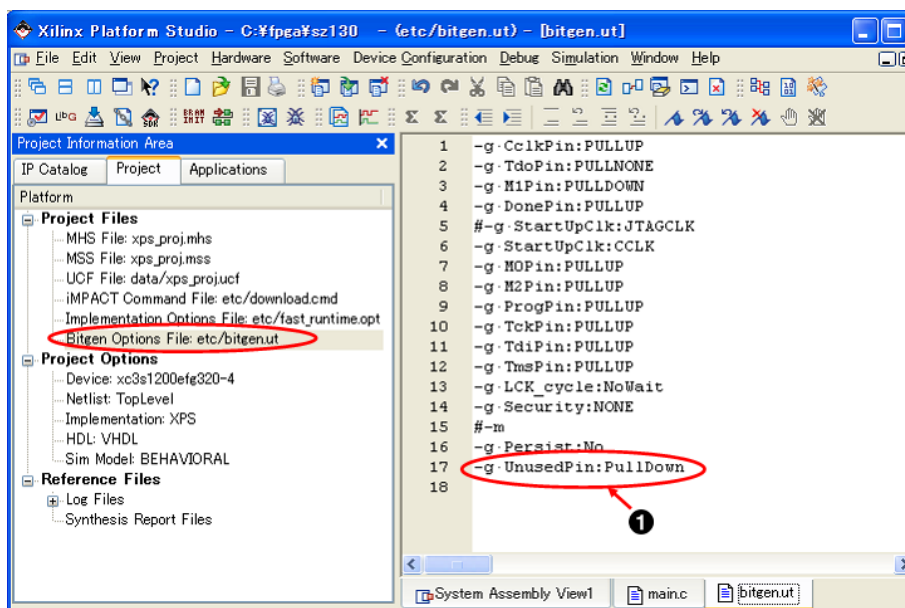 Xilinx Platform Studio - C:¥fpga¥sz130 - (etc/bitgen.ut) - [bitgen.ut]
File Edit View Project Hardware Software Device Configuration Debug Simulation Window Help
Project Information Area
IP Catalog Project Applications
Platform
Project Files
MHS File: xps_proj.mhs
MSS File: xps_proj.mss
UCF File: data/xps_proj.ucf
iMPACT Command File: etc/download.cmd
Implementation Options File: etc/fast_runtime.opt
Bitgen Options File: etc/bitgen.ut
Project Options
Device: xc3s1200efg320-4
Netlist: TopLevel
Implementation: XPS
HDL: VHDL
Sim Model: BEHAVIORAL
Reference Files
Log Files
Synthesis Report Files
1 -g·CclkPin:PULLUP
2 -g·TdoPin:PULLNONE
3 -g·M1Pin:PULLDOWN
4 -g·DonePin:PULLUP
5 #-g·StartUpClk:JTAGCLK
6 -g·StartUpClk:CCLK
7 -g·M0Pin:PULLUP
8 -g·M2Pin:PULLUP
9 -g·ProgPin:PULLUP
10 -g·TckPin:PULLUP
11 -g·TdiPin:PULLUP
12 -g·TmsPin:PULLUP
13 -g·LCK_cycle:NoWait
14 -g·Security:NONE
15 #-m
16 -g·Persist:No
17 -g·UnusedPin:PullDown
18
❶
System Assembly View1 main.c bitgen.ut